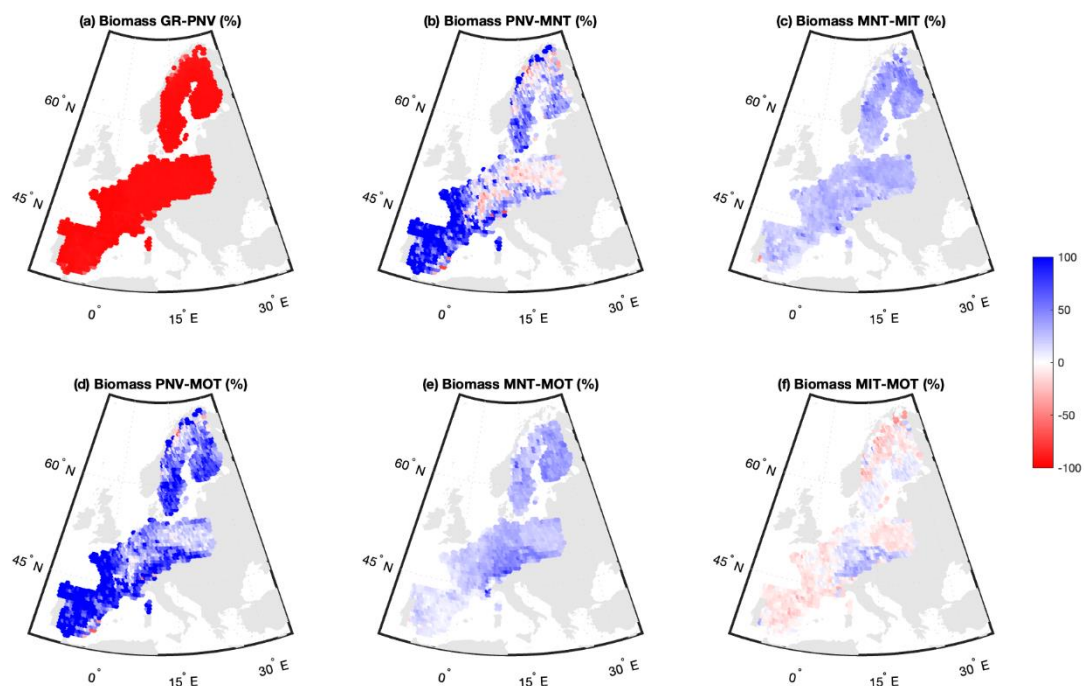 (a) Biomass GR-PNV (%)
(b) Biomass PNV-MNT (%)
(c) Biomass MNT-MIT (%)
60° N
60° N
60° N
45° N
45° N
45° N
0°
15° E
30° E
0°
15° E
30° E
0°
15° E
30° E
100
50
0
-50
-100
(d) Biomass PNV-MOT (%)
(e) Biomass MNT-MOT (%)
(f) Biomass MIT-MOT (%)
60° N
60° N
60° N
45° N
45° N
45° N
0°
15° E
30° E
0°
15° E
30° E
0°
15° E
30° E